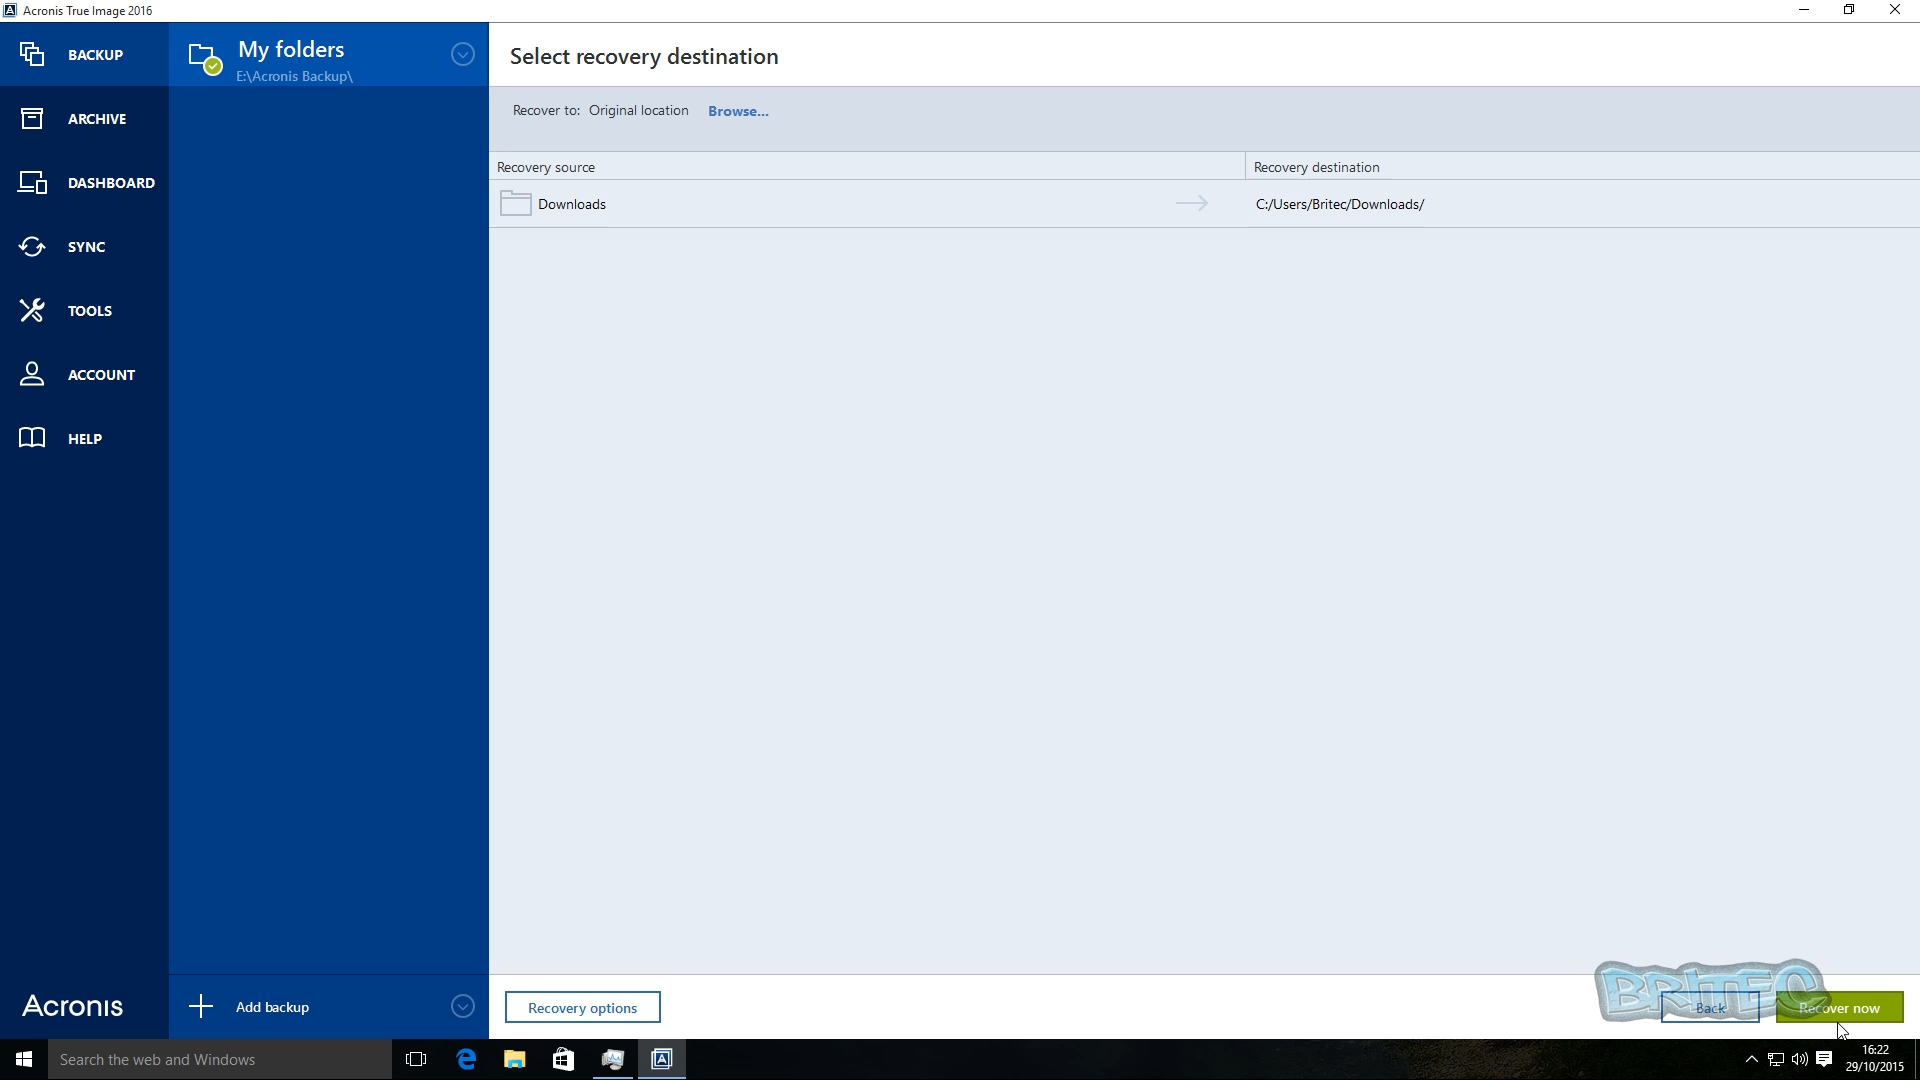 Acronis True Image 2016
BACKUP
ARCHIVE
DASHBOARD
SYNC
TOOLS
ACCOUNT
HELP
Acronis
My folders
E:\Acronis Backup\
Add backup
Select recovery destination
Recover to: Original location Browse...
Recovery source Recovery destination
Downloads C:/Users/Britec/Downloads/
Recovery options
BRITEC
Back
Recover now
Search the web and Windows
16:22
29/10/2015